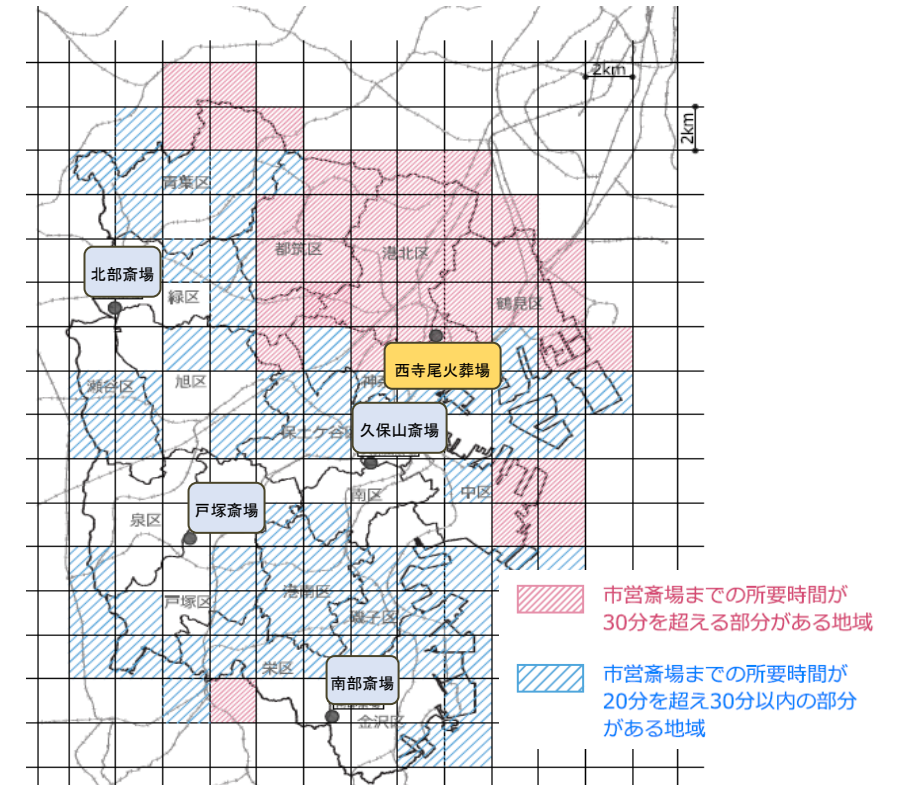 2km
2km
青葉区
都筑区
港北区
北部斎場
緑区
鶴見区
西寺尾火葬場
瀬谷区
旭区
神
保土ケ谷
久保山斎場
南区
中区
戸塚斎場
泉区
港南区
戸塚区
磯子区
栄区
南部斎場
金沢区
市営斎場までの所要時間が
30分を超える部分がある地域
市営斎場までの所要時間が
20分を超え30分以内の部分
がある地域